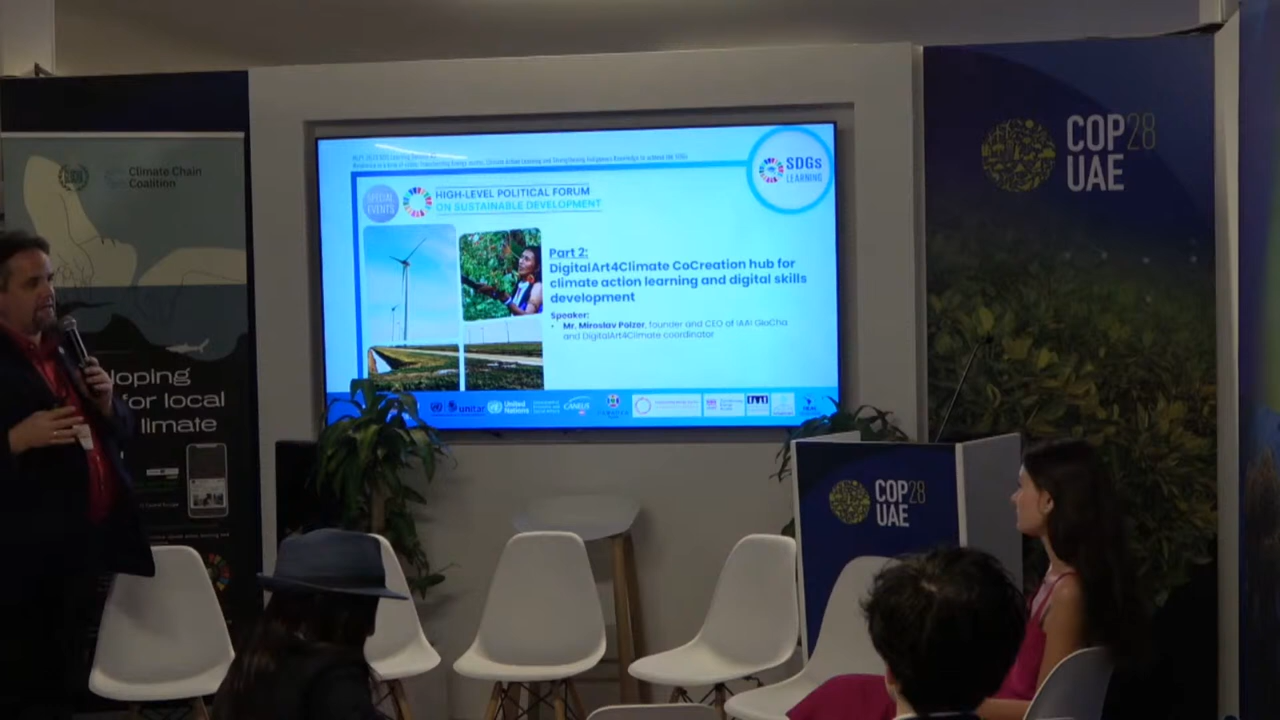 Climate Chain
Coalition
loping
for local
limate
SPECIAL
EVENTS
HIGH-LEVEL POLITICAL FORUM
ON SUSTAINABLE DEVELOPMENT
SDGs
LEARNING
Part 2:
DigitalArt4Climate CoCreation hub for
climate action learning and digital skills
development
Speaker:
• Mr. Miroslav Polzer, founder and CEO of IAAI GloCha
and DigitalArt4Climate coordinator
unitar
United
Nations
CANEUS
COP28
UAE
COP28
UAE